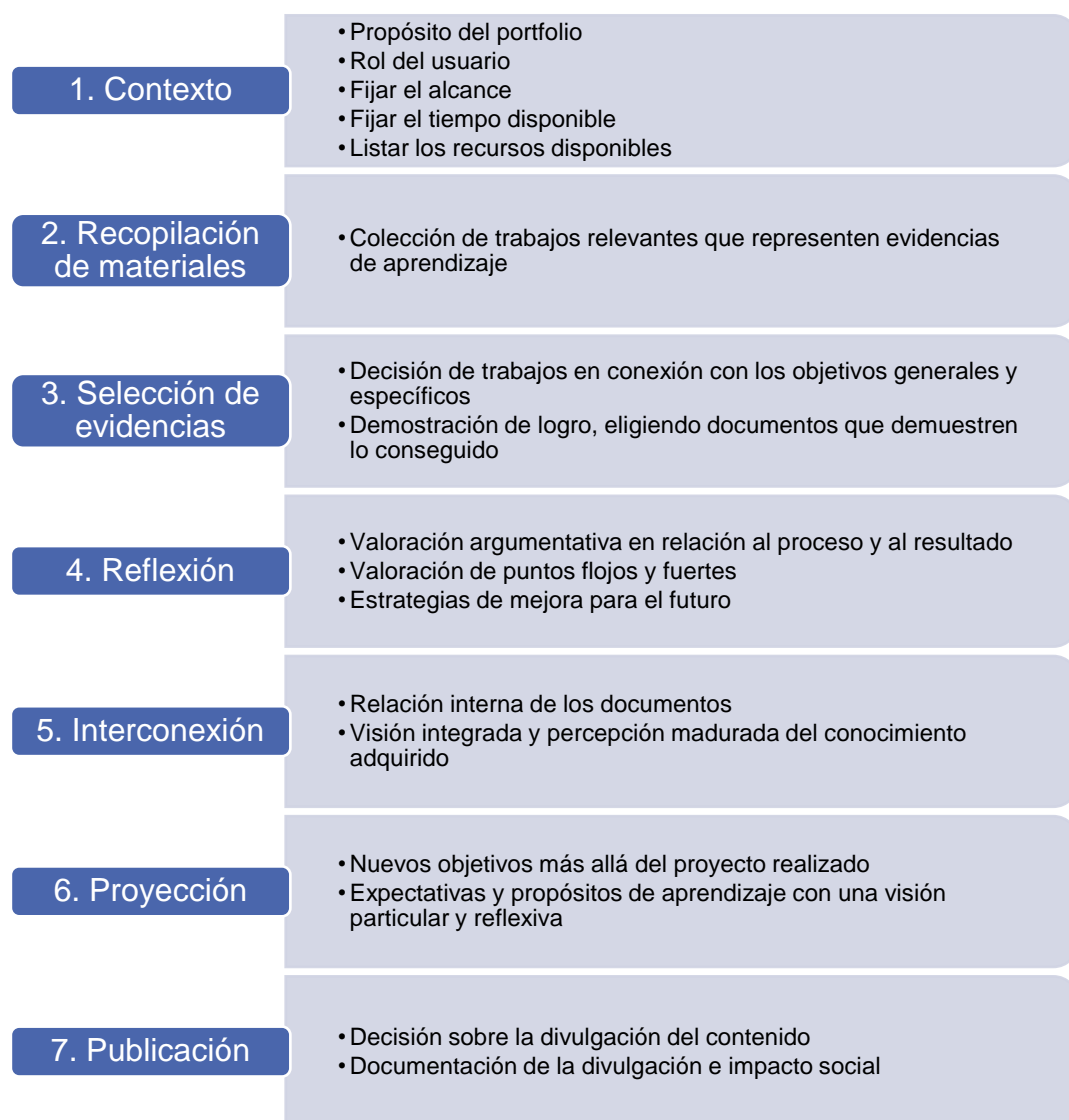 1. Contexto
•Propósito del portfolio
•Rol del usuario
•Fijar el alcance
•Fijar el tiempo disponible
•Listar los recursos disponibles
2. Recopilación
de materiales
•Colección de trabajos relevantes que representen evidencias
de aprendizaje
3. Selección de
evidencias
•Decisión de trabajos en conexión con los objetivos generales y
específicos
•Demostración de logro, eligiendo documentos que demuestren
lo conseguido
4. Reflexión
•Valoración argumentativa en relación al proceso y al resultado
•Valoración de puntos flojos y fuertes
•Estrategias de mejora para el futuro
5. Interconexión
•Relación interna de los documentos
•Visión integrada y percepción madurada del conocimiento
adquirido
6. Proyección
•Nuevos objetivos más allá del proyecto realizado
•Expectativas y propósitos de aprendizaje con una visión
particular y reflexiva
7. Publicación
•Decisión sobre la divulgación del contenido
•Documentación de la divulgación e impacto social